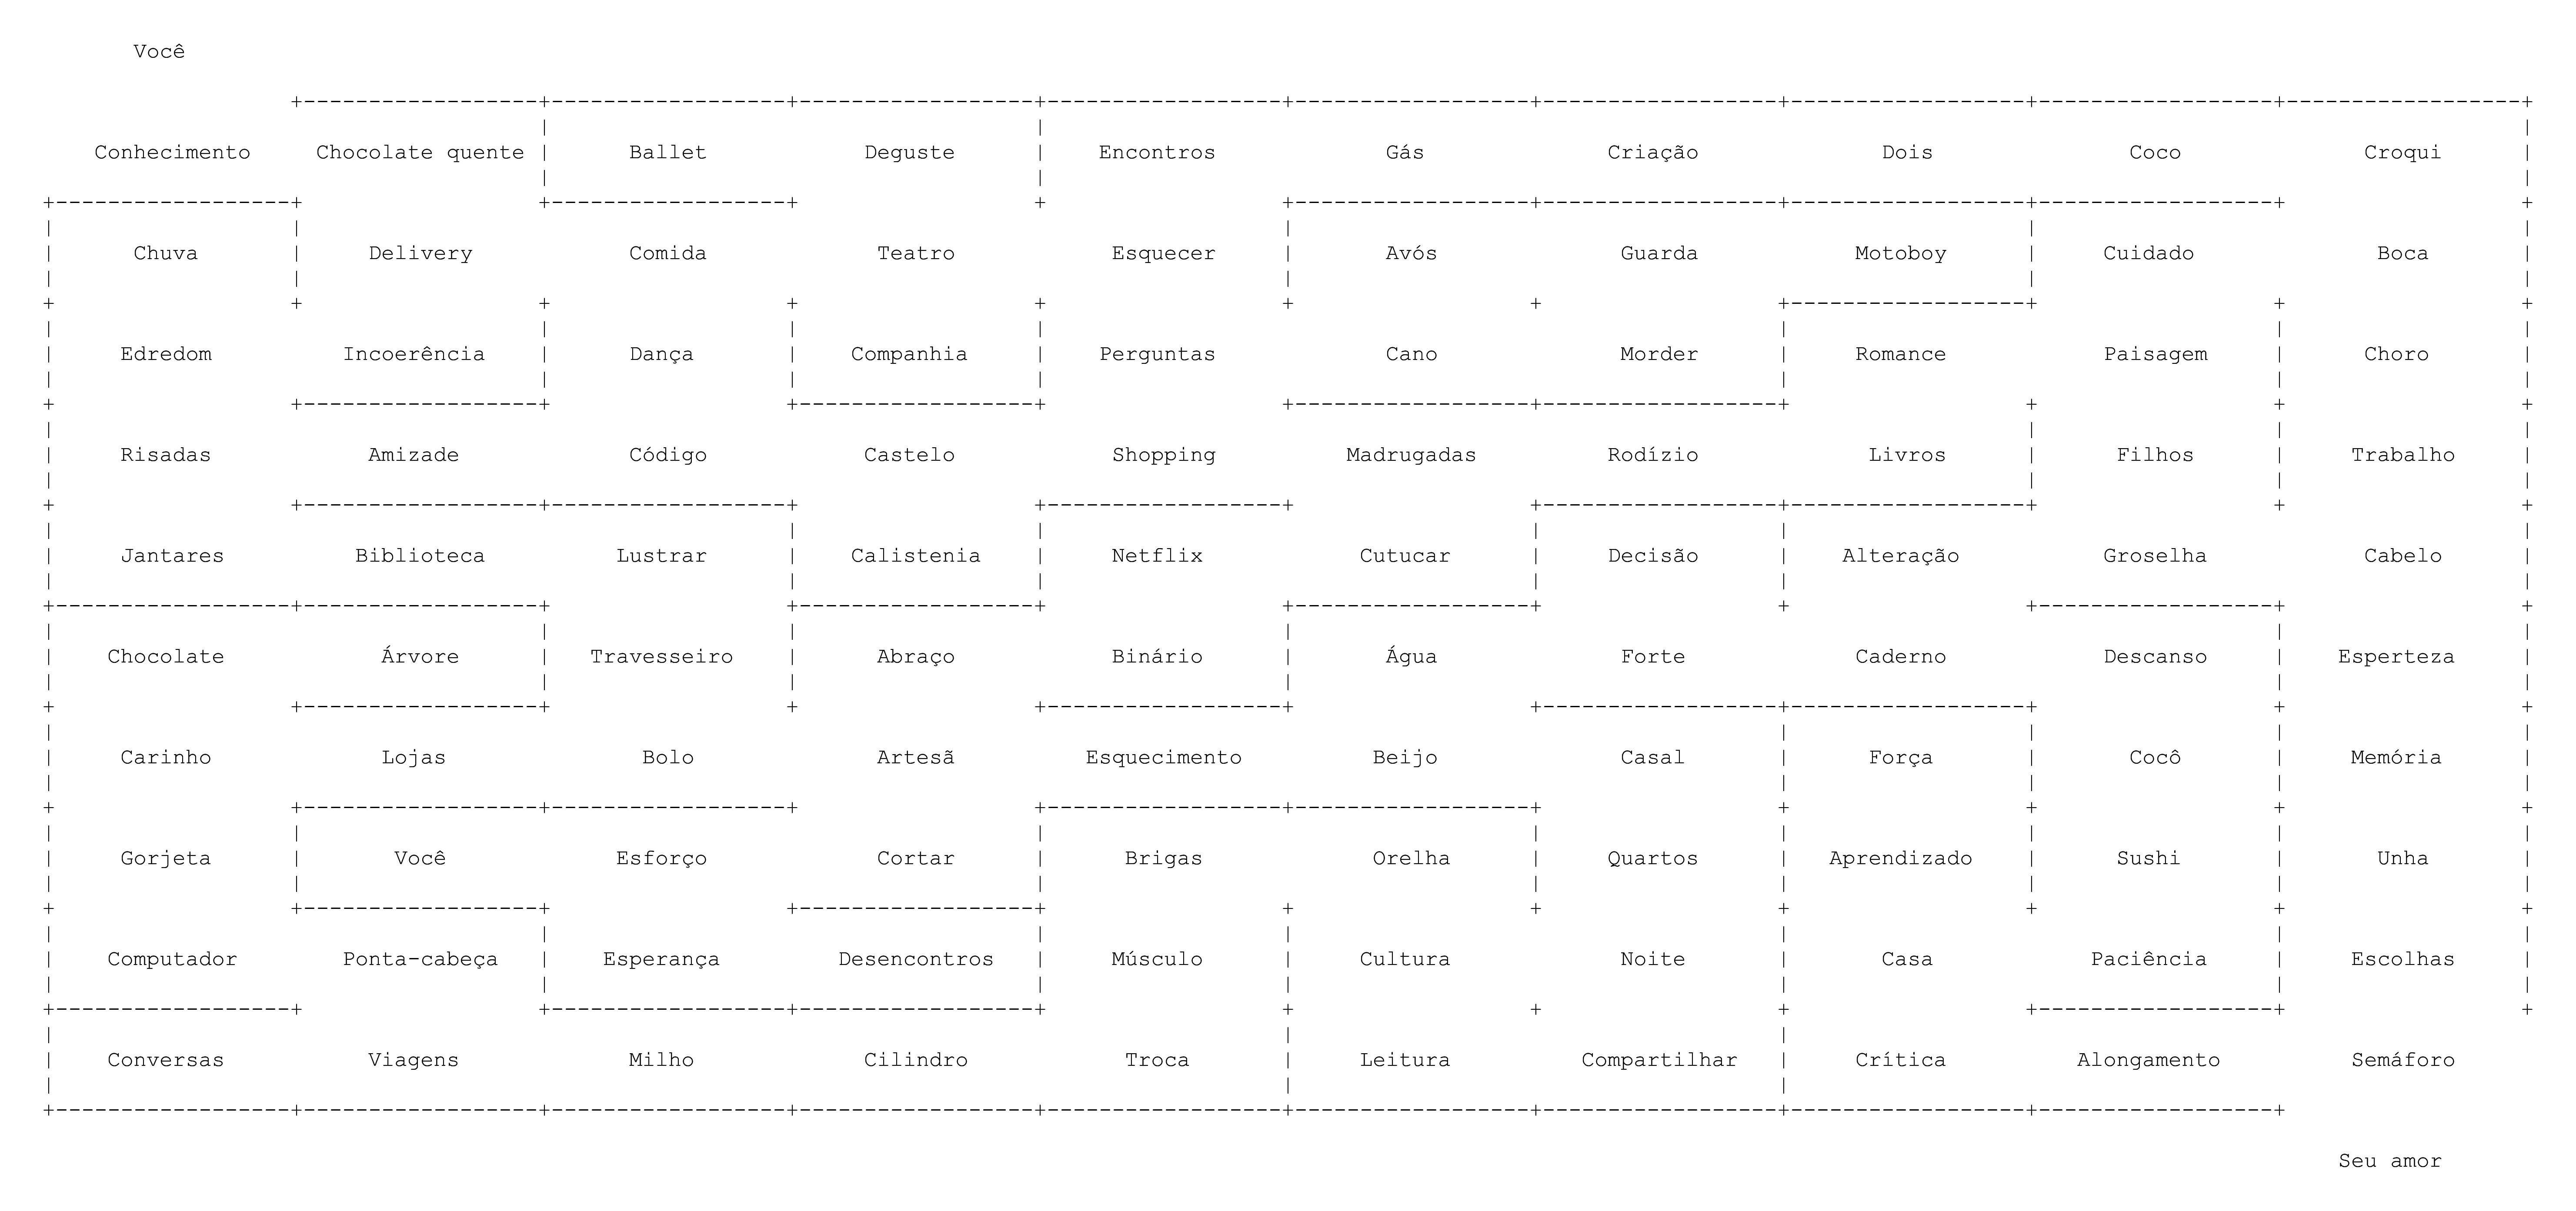 Você
Conhecimento Chocolate quente Ballet Deguste Encontros Gás Criação Dois Coco Croqui
Chuva Delivery Comida Teatro Esquecer Avós Guarda Motoboy Cuidado Boca
Edredom Incoerência Dança Companhia Perguntas Cano Morder Romance Paisagem Choro
Risadas Amizade Código Castelo Shopping Madrugadas Rodízio Livros Filhos Trabalho
Jantares Biblioteca Lustrar Calistenia Netflix Cutucar Decisão Alteração Groselha Cabelo
Chocolate Árvore Travesseiro Abraço Binário Água Forte Caderno Descanso Esperteza
Carinho Lojas Bolo Artesã Esquecimento Beijo Casal Força Cocô Memória
Gorjeta Você Esforço Cortar Brigas Orelha Quartos Aprendizado Sushi Unha
Computador Ponta-cabeça Esperança Desencontros Músculo Cultura Noite Casa Paciência Escolhas
Conversas Viagens Milho Cilindro Troca Leitura Compartilhar Crítica Alongamento Semáforo
Seu amor